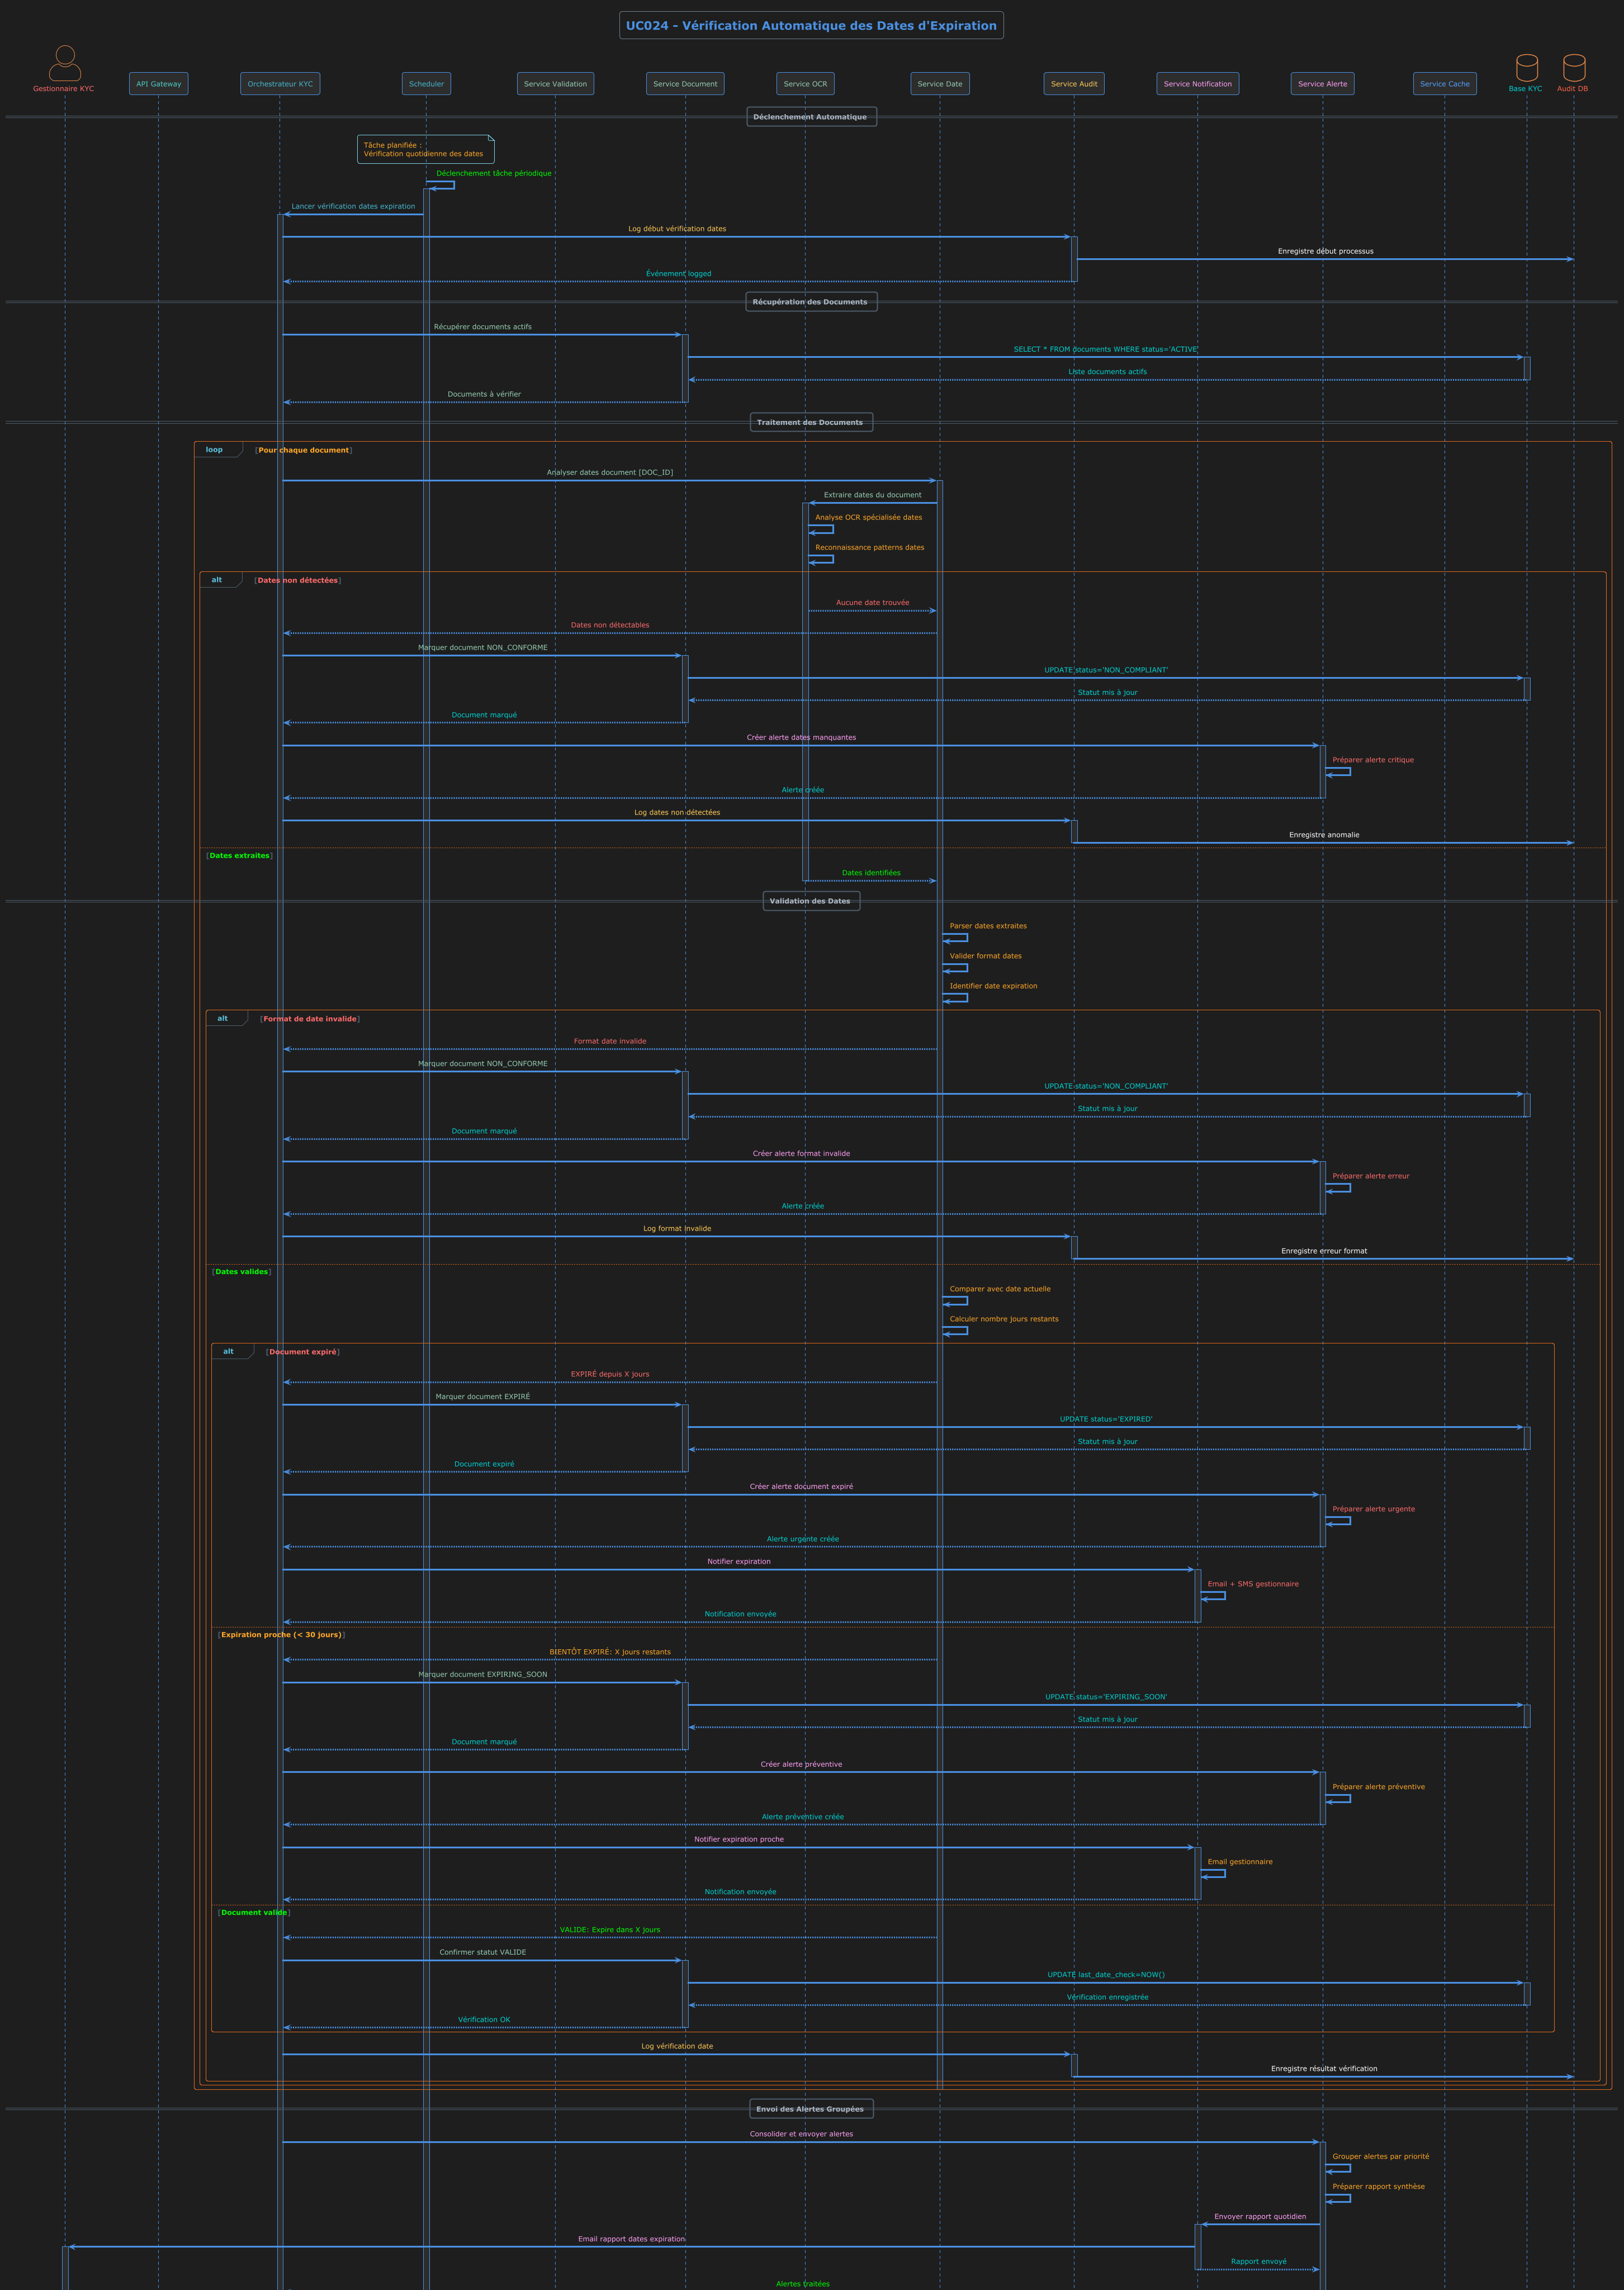 UC024 - Vérification Automatique des Dates d'Expiration
Gestionnaire KYC
API Gateway
Orchestrateur KYC
Scheduler
Service Validation
Service Document
Service OCR
Service Date
Service Audit
Service Notification
Service Alerte
Service Cache
Base KYC
Audit DB
Déclenchement Automatique
Tâche planifiée :
Vérification quotidienne des dates
Déclenchement tâche périodique
Lancer vérification dates expiration
Log début vérification dates
Enregistre début processus
Événement logged
Récupération des Documents
Récupérer documents actifs
SELECT * FROM documents WHERE status='ACTIVE'
Liste documents actifs
Documents à vérifier
Traitement des Documents
loop [Pour chaque document]
Analyser dates document [DOC_ID]
Extraire dates du document
Analyse OCR spécialisée dates
Reconnaissance patterns dates
alt [Dates non détectées]
Aucune date trouvée
Dates non détectables
Marquer document NON_CONFORME
UPDATE status='NON_COMPLIANT'
Statut mis à jour
Document marqué
Créer alerte dates manquantes
Préparer alerte critique
Alerte créée
Log dates non détectées
Enregistre anomalie
[Dates extraites]
Dates identifiées
Validation des Dates
Parser dates extraites
Valider format dates
Identifier date expiration
alt [Format de date invalide]
Format date invalide
Marquer document NON_CONFORME
UPDATE status='NON_COMPLIANT'
Statut mis à jour
Document marqué
Créer alerte format invalide
Préparer alerte erreur
Alerte créée
Log format invalide
Enregistre erreur format
[Dates valides]
Comparer avec date actuelle
Calculer nombre jours restants
alt [Document expiré]
EXPIRÉ depuis X jours
Marquer document EXPIRÉ
UPDATE status='EXPIRED'
Statut mis à jour
Document expiré
Créer alerte document expiré
Préparer alerte urgente
Alerte urgente créée
Notifier expiration
Email + SMS gestionnaire
Notification envoyée
[Expiration proche (< 30 jours)]
BIENTÔT EXPIRÉ: X jours restants
Marquer document EXPIRING_SOON
UPDATE status='EXPIRING_SOON'
Statut mis à jour
Document marqué
Créer alerte préventive
Préparer alerte préventive
Alerte préventive créée
Notifier expiration proche
Email gestionnaire
Notification envoyée
[Document valide]
VALIDE: Expire dans X jours
Confirmer statut VALIDE
UPDATE last_date_check=NOW()
Vérification enregistrée
Vérification OK
Log vérification date
Enregistre résultat vérification
Envoi des Alertes Groupées
Consolider et envoyer alertes
Grouper alertes par priorité
Préparer rapport synthèse
Envoyer rapport quotidien
Email rapport dates expiration
Rapport envoyé
Alertes traitées